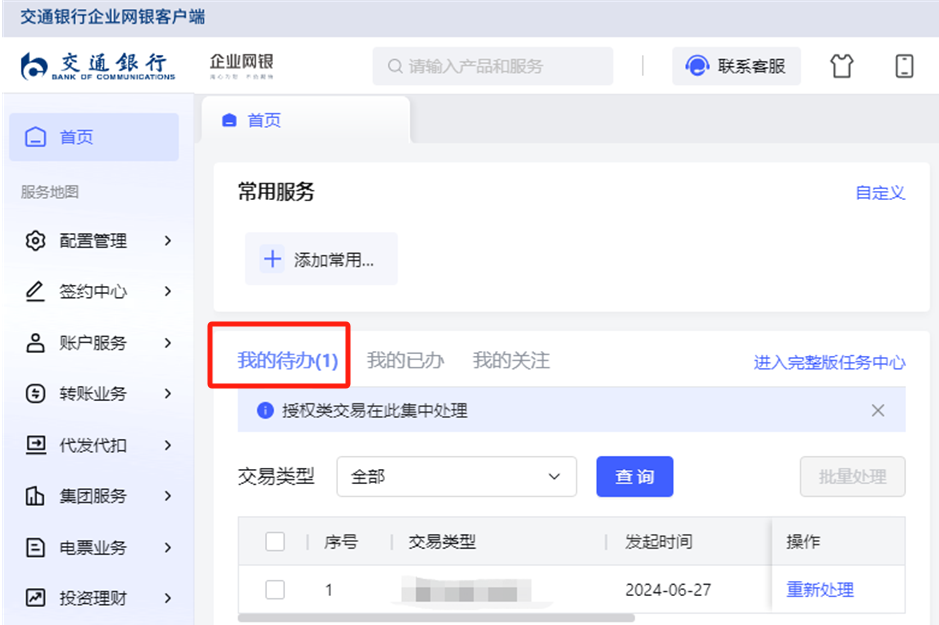 交通银行企业网银客户端
交通銀行
BANK OF COMMUNICATIONS
企业网银
请输入产品和服务
联系客服
首页
首页
服务地图
配置管理
签约中心
账户服务
转账业务
代发代扣
集团服务
电票业务
投资理财
常用服务
自定义
添加常用...
我的待办(1) 我的已办 我的关注
进入完整版任务中心
授权类交易在此集中处理
交易类型 全部 查询 批量处理
序号 交易类型 发起时间 操作
1 2024-06-27 重新处理